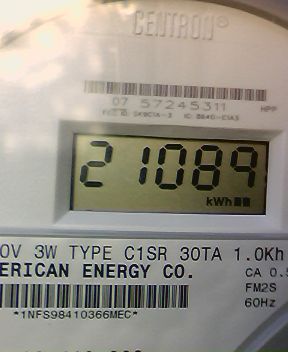 CENTRON®
07 57245311 HPP
21089
kWh
0V 3W TYPE C1SR 30TA 1.0Kh
ERICAN ENERGY CO. CA 0.5
FM2S
60Hz
*1NFS98410366MEC*